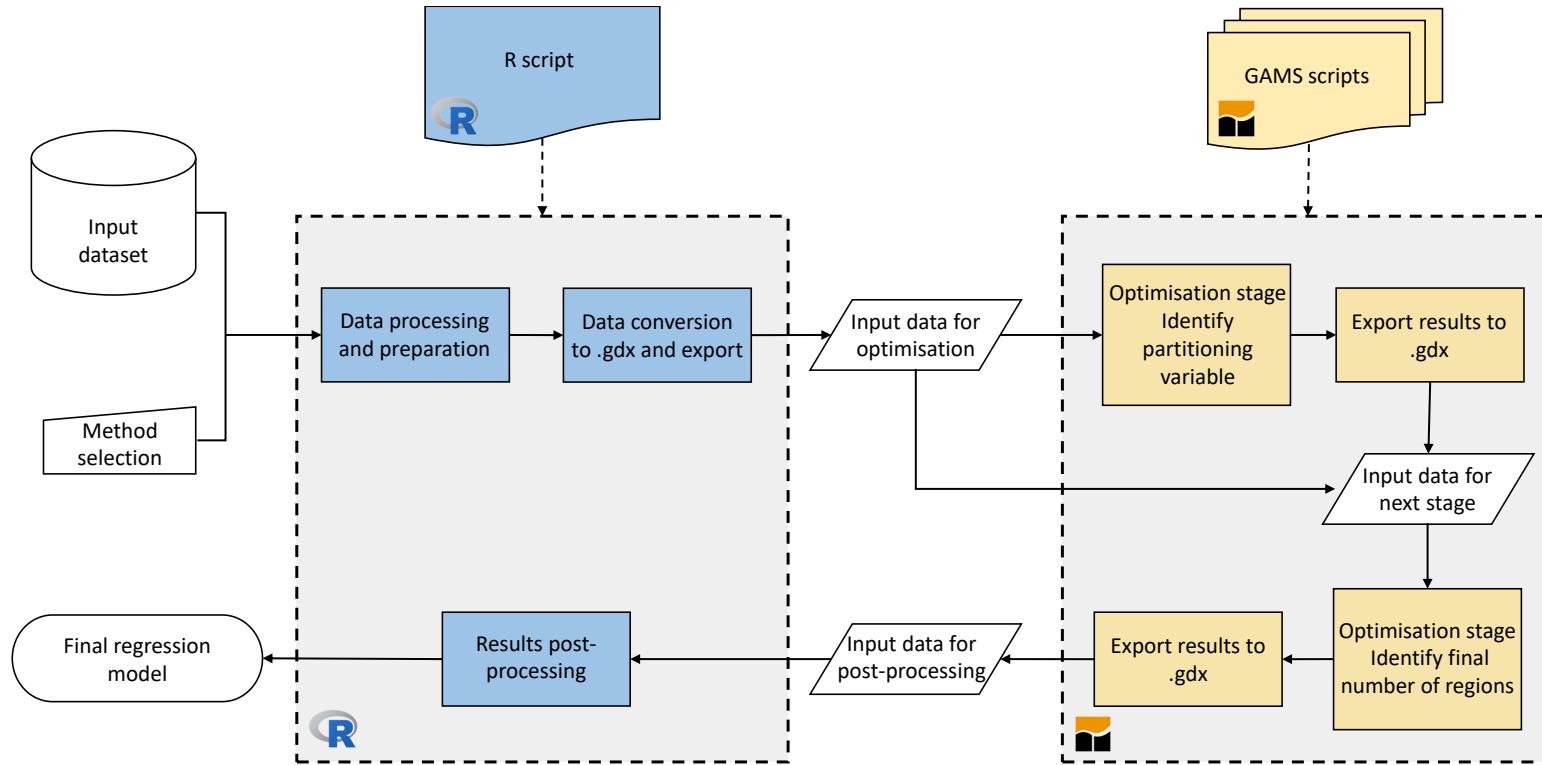 R script
R
GAMS scripts
Input
dataset
Method
selection
Data processing
and preparation
Data conversion
to .gdx and export
Input data for
optimisation
Optimisation stage
Identify
partitioning
variable
Export results to
.gdx
Input data for
next stage
Optimisation stage
Identify final
number of regions
Export results to
.gdx
Input data for
post-processing
Results post-
processing
Final regression
model
R